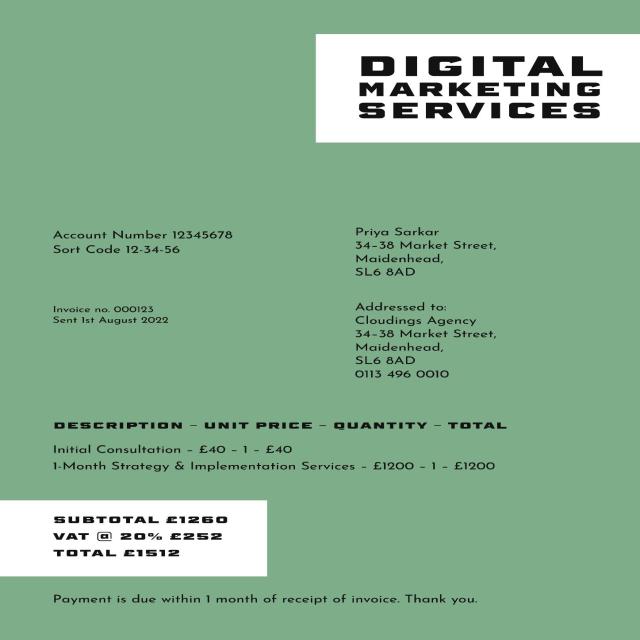 DIGITAL
MARKETING
SERVICES
Account Number 12345678
Sort Code 12-34-56
Priya Sarkar
34–38 Market Street,
Maidenhead,
SL6 8AD
Invoice no. 000123
Sent 1st August 2022
Addressed to:
Cloudings Agency
34–38 Market Street,
Maidenhead,
SL6 8AD
0113 496 0010
DESCRIPTION – UNIT PRICE – QUANTITY – TOTAL
Initial Consultation – £40 – 1 – £40
1-Month Strategy & Implementation Services – £1200 – 1 – £1200
SUBTOTAL £1260
VAT @ 20% £252
TOTAL £1512
Payment is due within 1 month of receipt of invoice. Thank you.